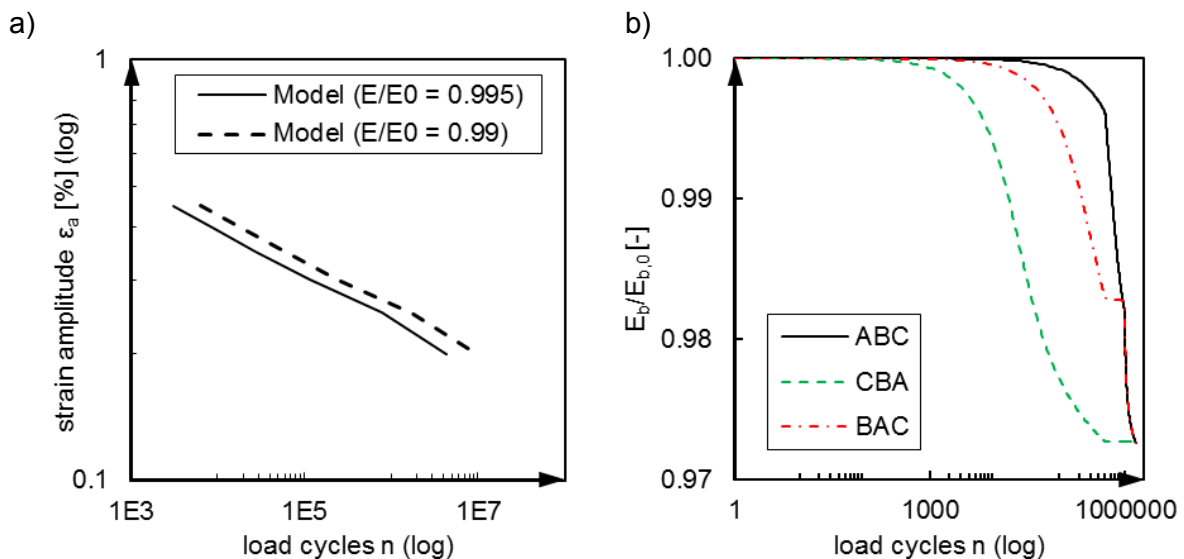 a)
1
Model (E/E0 = 0.995)
Model (E/E0 = 0.99)
strain amplitude εa [%] (log)
0.1
1E3 1E5 1E7
load cycles n (log)
b)
1.00
0.99
0.98
0.97
Eb/Eb,0 [-]
ABC
CBA
BAC
1 1000 1000000
load cycles n (log)